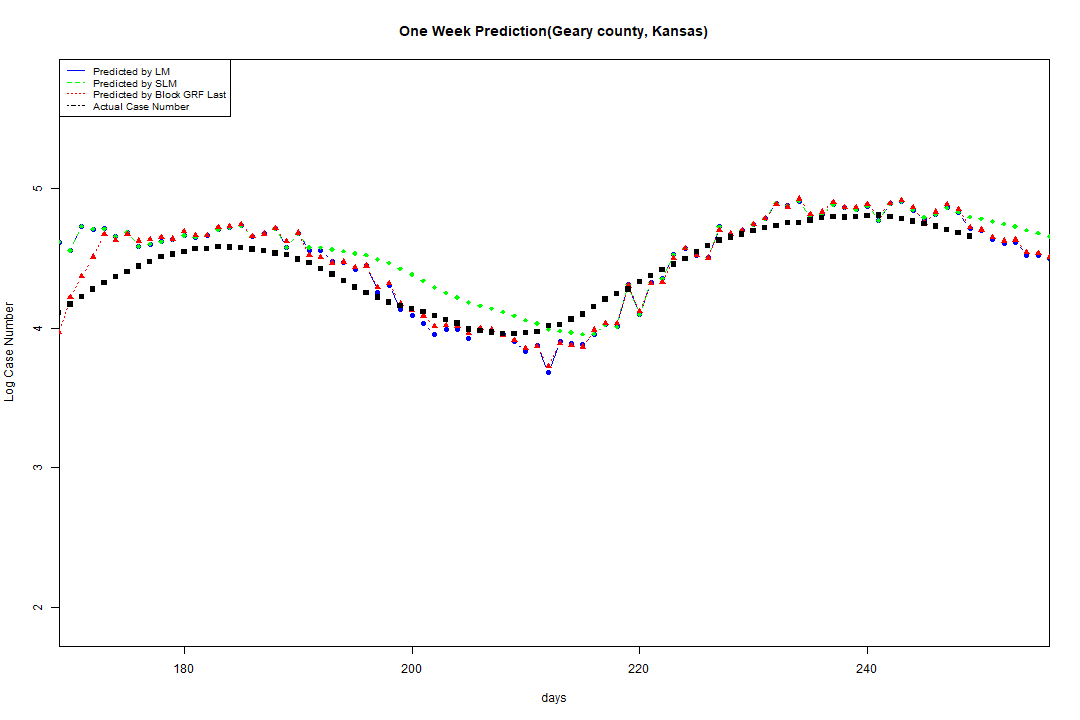 One Week Prediction(Geary county, Kansas)
Predicted by LM
Predicted by SLM
Predicted by Block GRF Last
Actual Case Number
5
4
3
2
Log Case Number
180 200 220 240
days